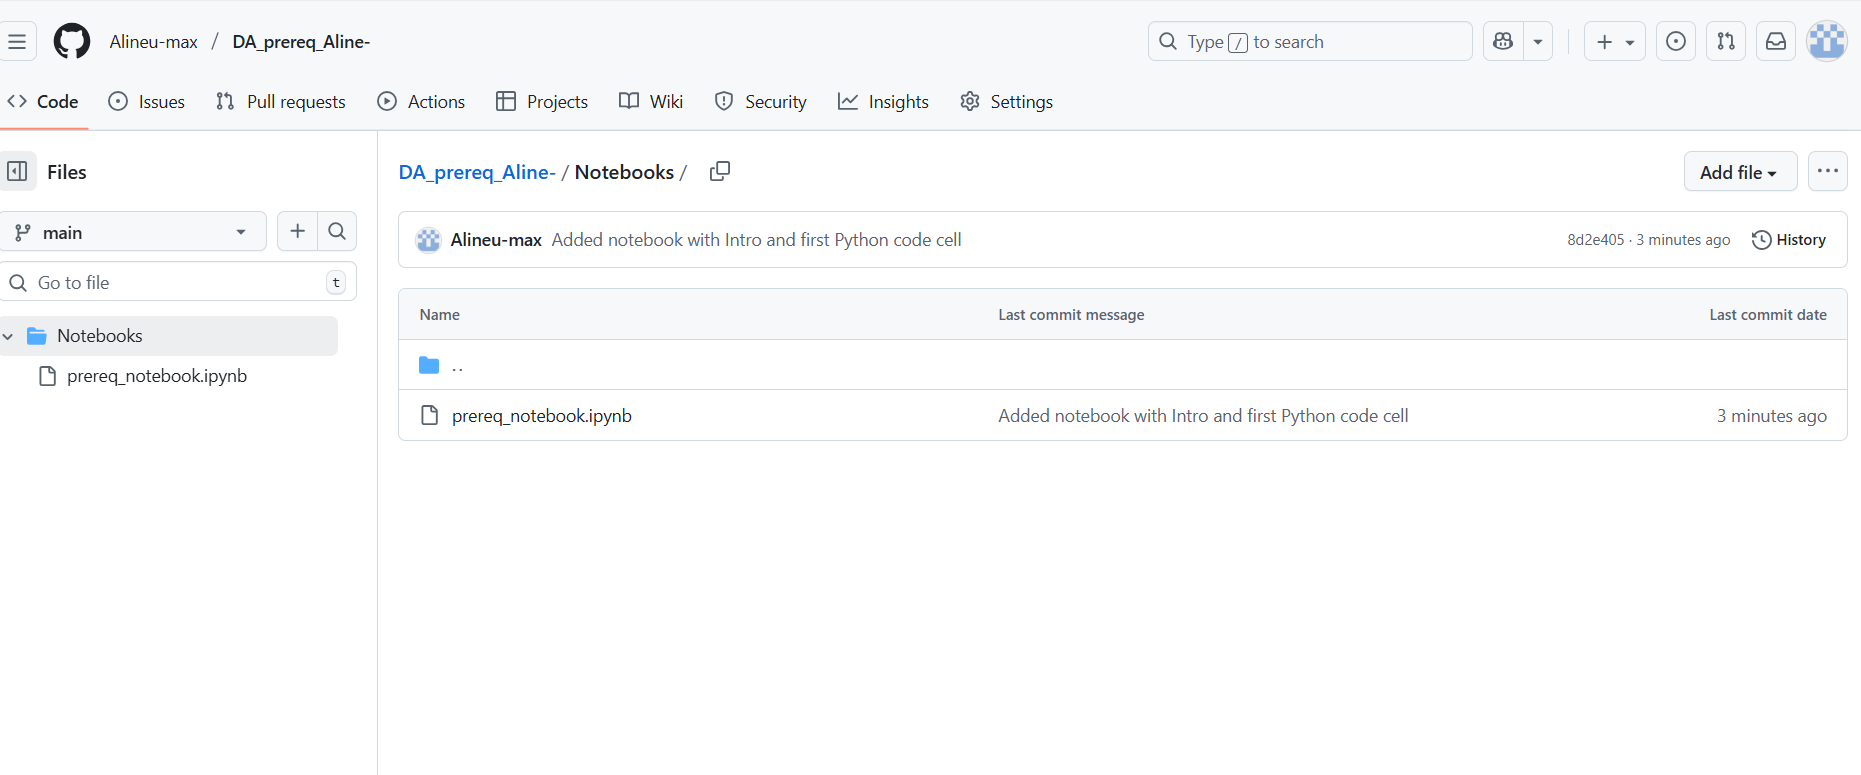 Alineu-max / DA_prereq_Aline-
Type / to search
Code Issues Pull requests Actions Projects Wiki Security Insights Settings
Files
main
Go to file t
Notebooks
prereq_notebook.ipynb
DA_prereq_Aline- / Notebooks /
Add file
Alineu-max Added notebook with Intro and first Python code cell 8d2e405 · 3 minutes ago History
Name Last commit message Last commit date
..
prereq_notebook.ipynb Added notebook with Intro and first Python code cell 3 minutes ago